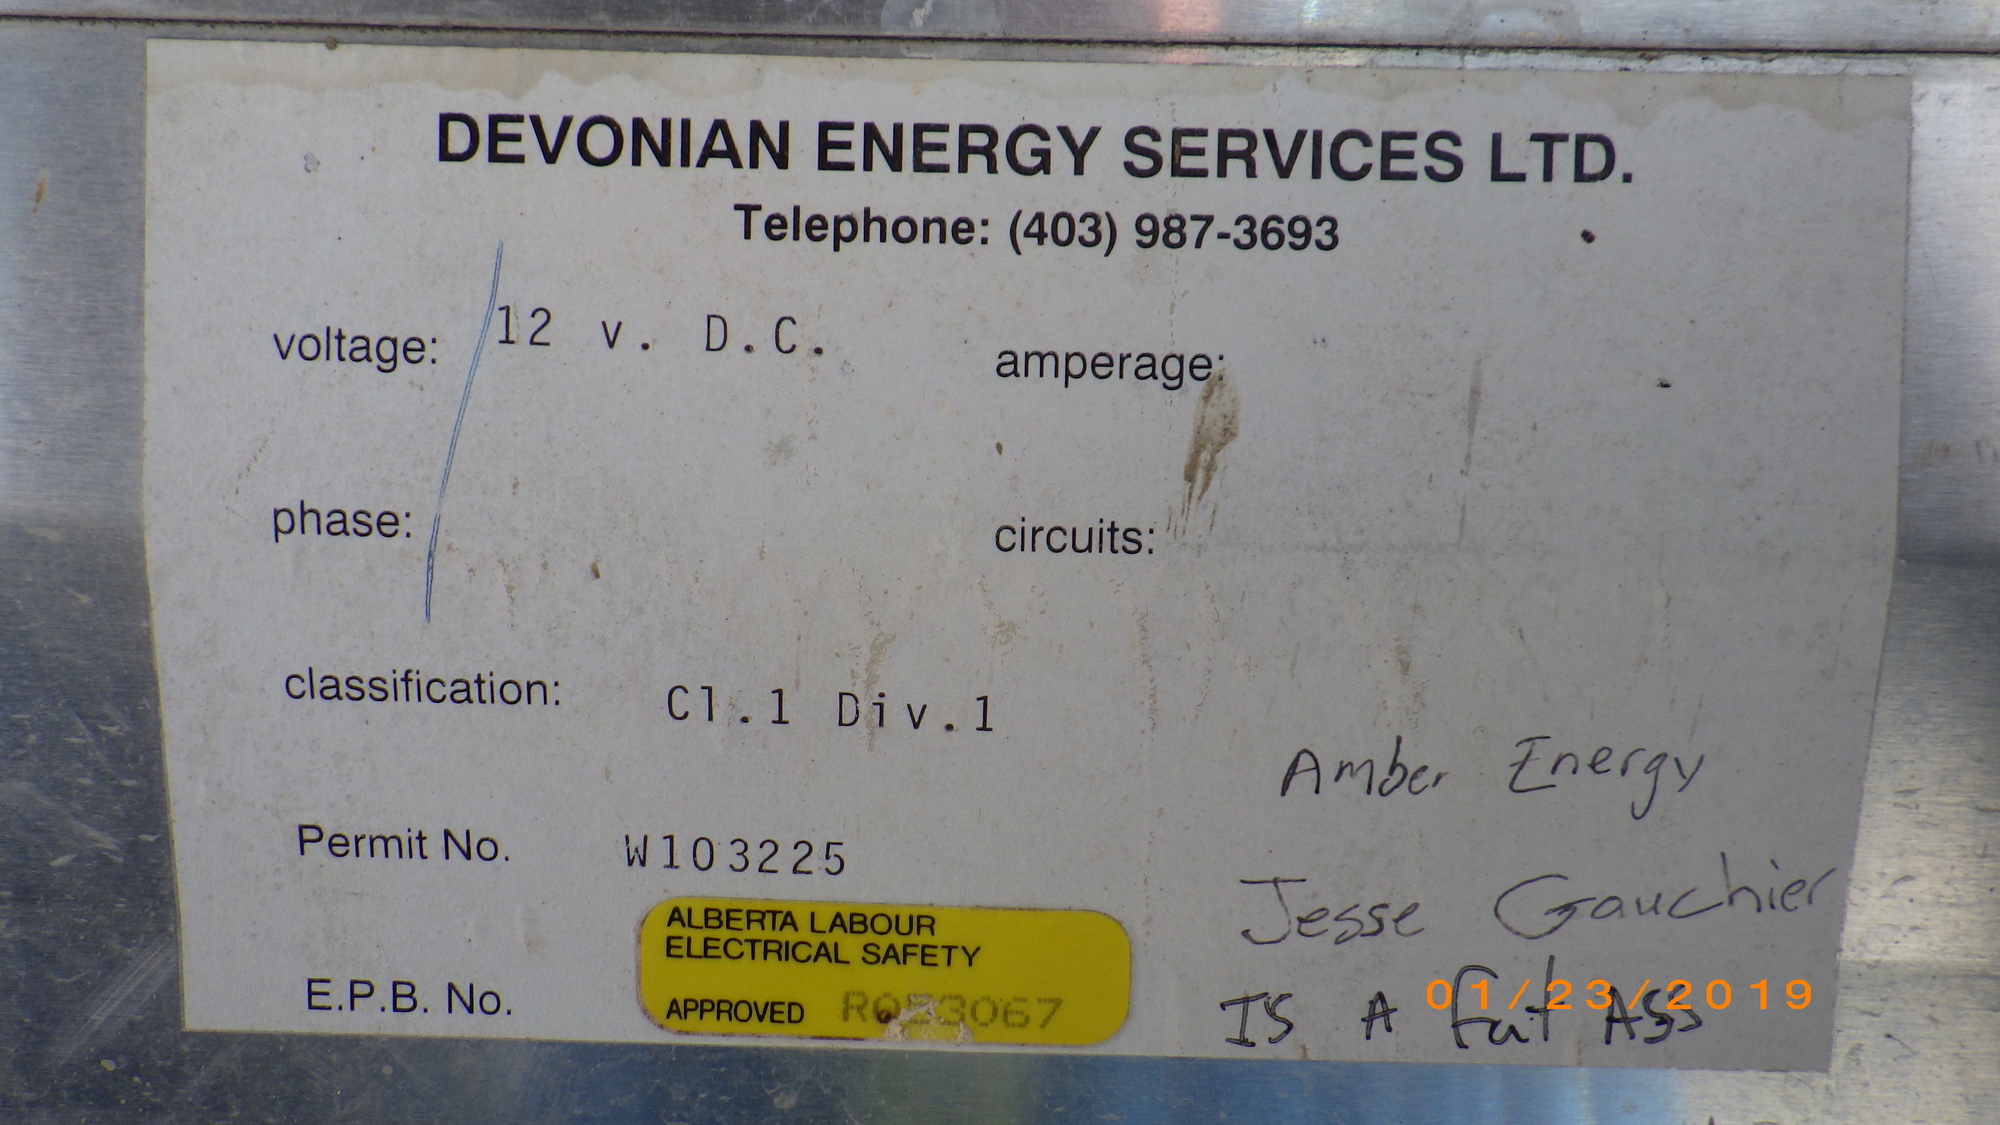 DEVONIAN ENERGY SERVICES LTD.
Telephone: (403) 987-3693
voltage: 12 v. D.C.
amperage:
phase:
circuits:
classification: Cl.1 Div.1
Amber Energy
Permit No. W103225
Jesse Gauchier
ALBERTA LABOUR
ELECTRICAL SAFETY
E.P.B. No.
APPROVED
IS A Fat ASS
01/23/2019